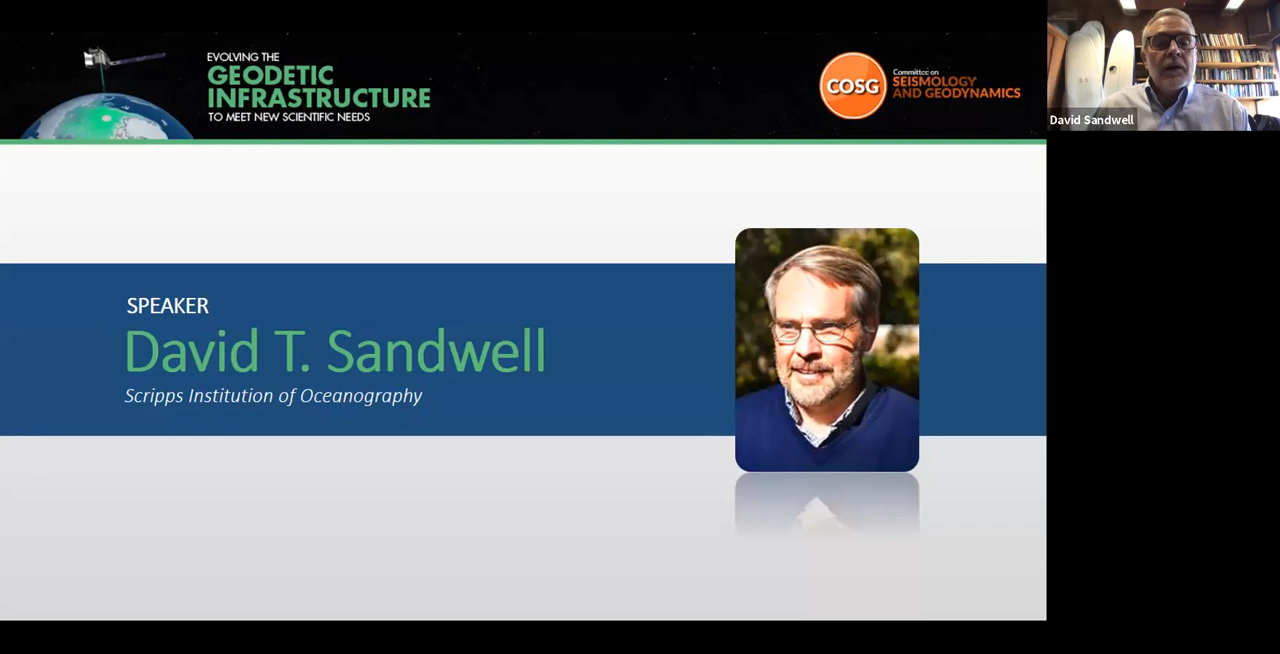 EVOLVING THE
GEODETIC
INFRASTRUCTURE
TO MEET NEW SCIENTIFIC NEEDS
COSG
Committee on
SEISMOLOGY
AND GEODYNAMICS
David Sandwell
SPEAKER
David T. Sandwell
Scripps Institution of Oceanography